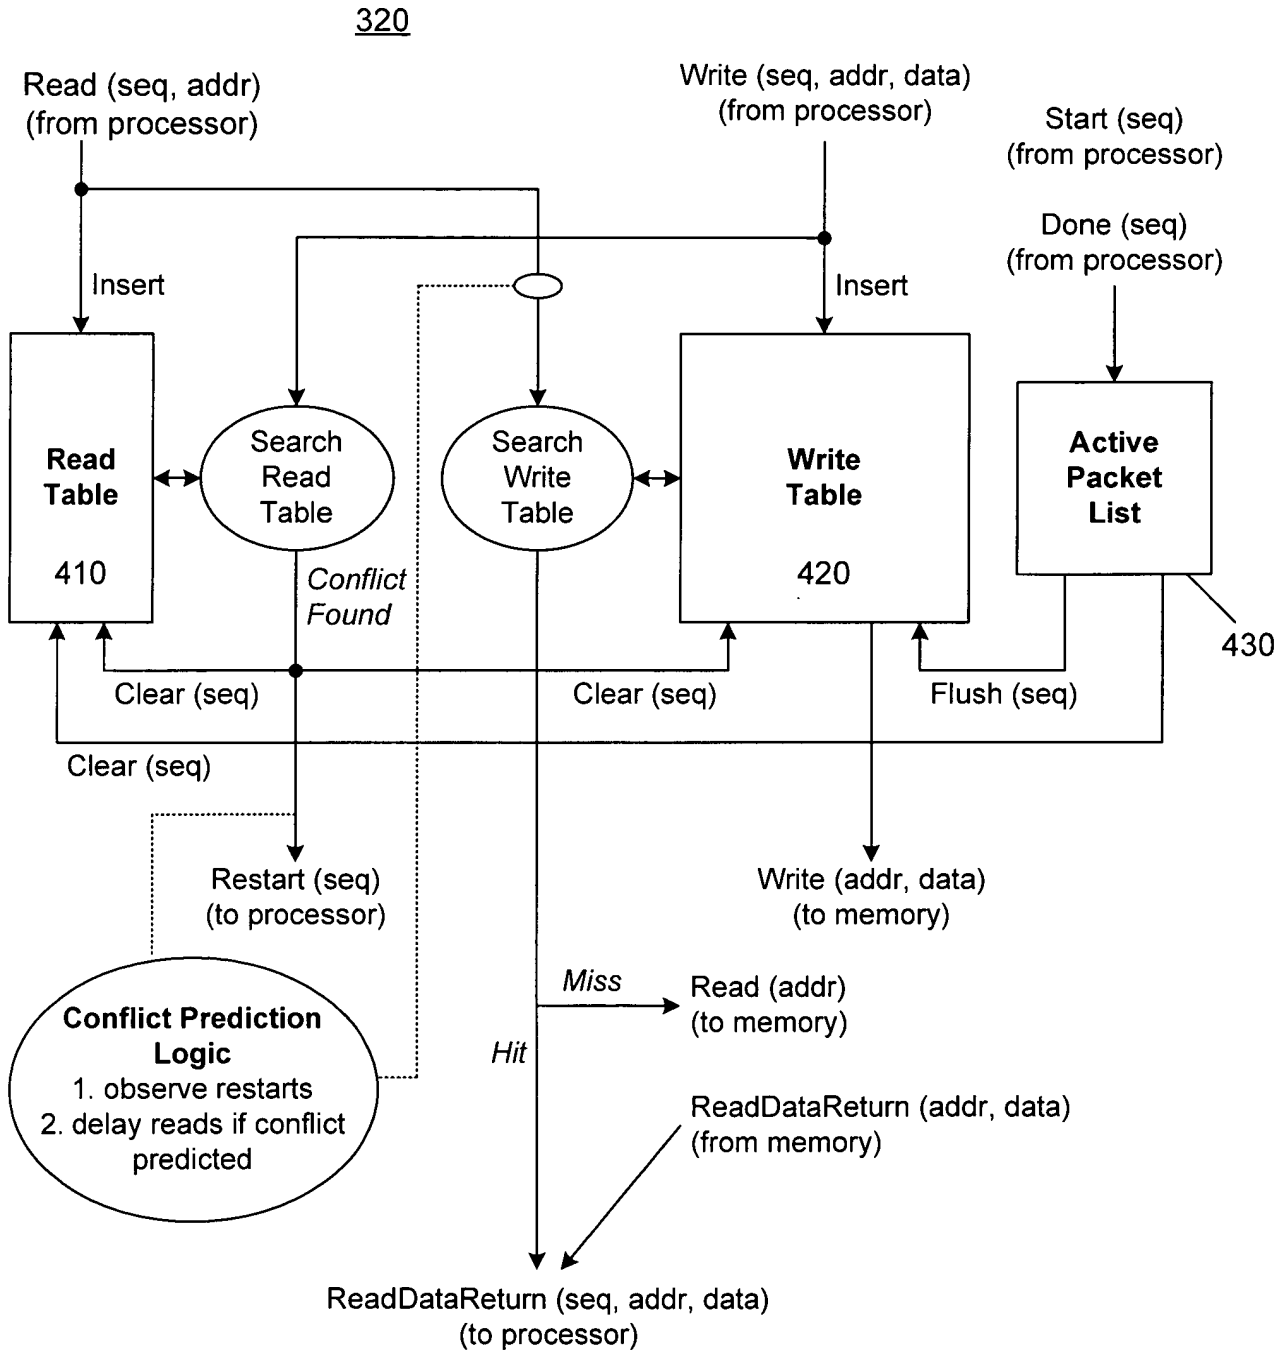 320
Read (seq, addr)
(from processor)
Write (seq, addr, data)
(from processor)
Start (seq)
(from processor)
Done (seq)
(from processor)
Insert
Insert
Read
Table
410
Search
Read
Table
Search
Write
Table
Write
Table
420
Active
Packet
List
430
Conflict
Found
Clear (seq)
Clear (seq)
Flush (seq)
Clear (seq)
Restart (seq)
(to processor)
Write (addr, data)
(to memory)
Miss
Read (addr)
(to memory)
Hit
Conflict Prediction
Logic
1. observe restarts
2. delay reads if conflict
predicted
ReadDataReturn (addr, data)
(from memory)
ReadDataReturn (seq, addr, data)
(to processor)